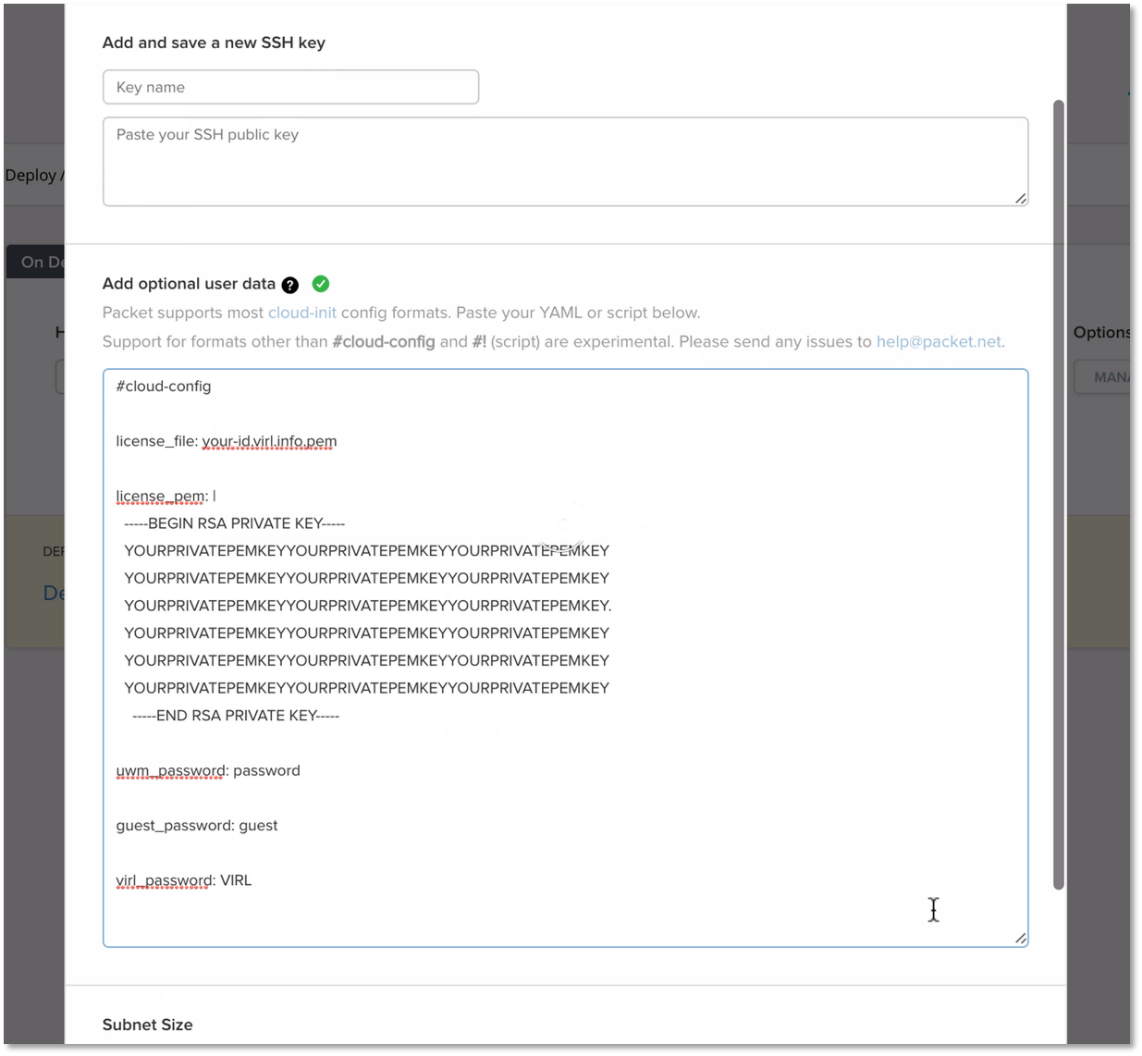 Add and save a new SSH key
Key name
Paste your SSH public key
Deploy /
On De
Add optional user data ?
Packet supports most cloud-init config formats. Paste your YAML or script below.
H
Options
Support for formats other than #cloud-config and #! (script) are experimental. Please send any issues to help@packet.net.
MANA
#cloud-config
license_file: your-id.virl.info.pem
license_pem: |
-----BEGIN RSA PRIVATE KEY-----
DEP
YOURPRIVATEPEMKEYYOURPRIVATEPEMKEYYOURPRIVATEPEMKEY
YOURPRIVATEPEMKEYYOURPRIVATEPEMKEYYOURPRIVATEPEMKEY
De
YOURPRIVATEPEMKEYYOURPRIVATEPEMKEYYOURPRIVATEPEMKEY.
YOURPRIVATEPEMKEYYOURPRIVATEPEMKEYYOURPRIVATEPEMKEY
YOURPRIVATEPEMKEYYOURPRIVATEPEMKEYYOURPRIVATEPEMKEY
YOURPRIVATEPEMKEYYOURPRIVATEPEMKEYYOURPRIVATEPEMKEY
-----END RSA PRIVATE KEY-----
uwm_password: password
guest_password: guest
virl_password: VIRL
Subnet Size